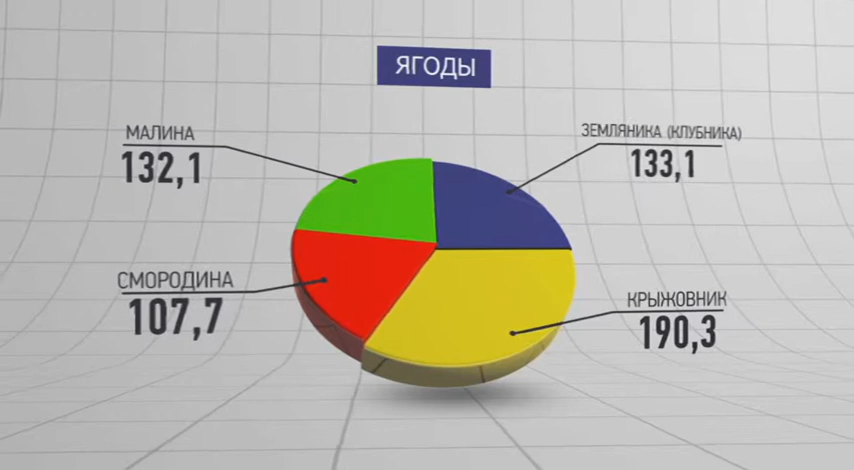 ЯГОДЫ
МАЛИНА
132,1
ЗЕМЛЯНИКА (КЛУБНИКА)
133,1
СМОРОДИНА
107,7
КРЫЖОВНИК
190,3